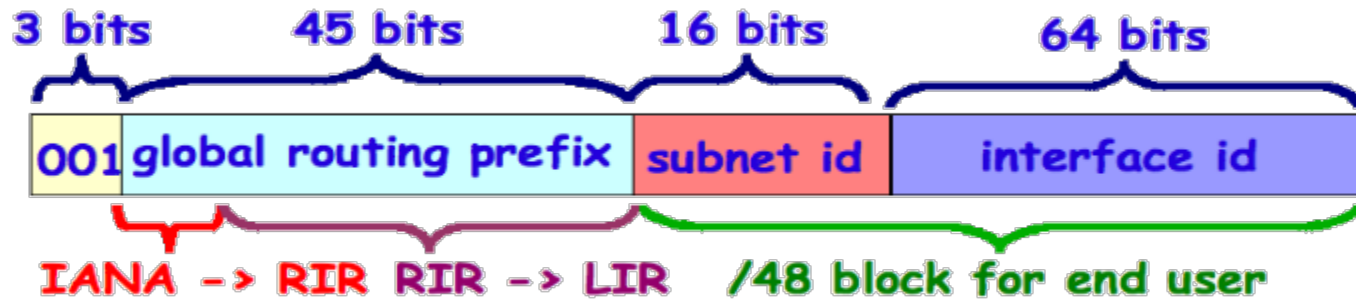 3 bits 45 bits 16 bits 64 bits
001 global routing prefix subnet id interface id
IANA -> RIR RIR -> LIR /48 block for end user